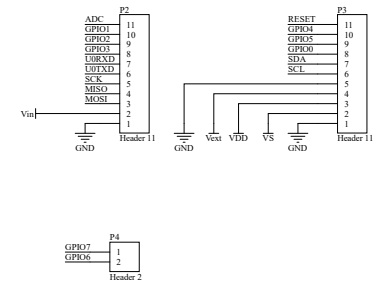 P2
ADC 11
GPIO1 10
GPIO2 9
GPIO3 8
U0RXD 7
U0TXD 6
SCK 5
MISO 4
MOSI 3
Vin 2
1
GND
Header 11
P3
RESET 11
GPIO4 10
GPIO5 9
GPIO0 8
SDA 7
SCL 6
5
4
3
2
1
GND Vext VDD VS GND
Header 11
P4
GPIO7 1
GPIO6 2
Header 2